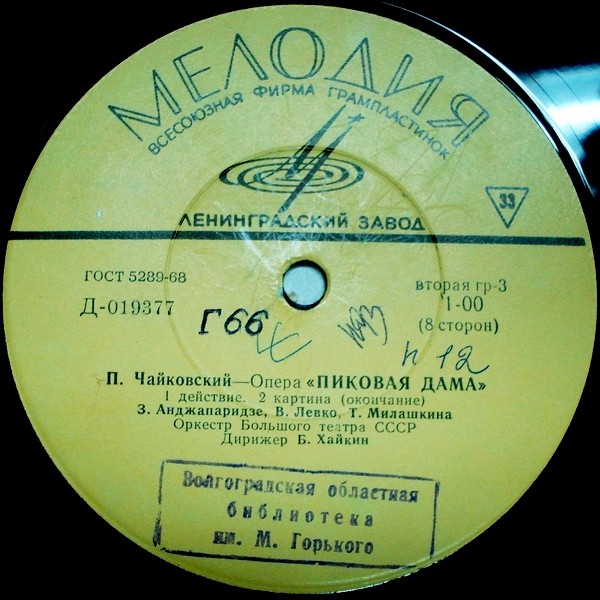 МЕЛОДИЯ
ВСЕСОЮЗНАЯ ФИРМА ГРАМПЛАСТИНОК
ЛЕНИНГРАДСКИЙ ЗАВОД
33
ГОСТ 5289-68
Д-019377
вторая гр-3
1-00
(8 сторон)
Г66
н 12
П. Чайковский—Опера «ПИКОВАЯ ДАМА»
1 действие. 2 картина (окончание)
З. Анджапаридзе, В. Левко, Т. Милашкина
Оркестр Большого театра СССР
Дирижер Б. Хайкин
Волгоградская областная
библиотека
им. М. Горького